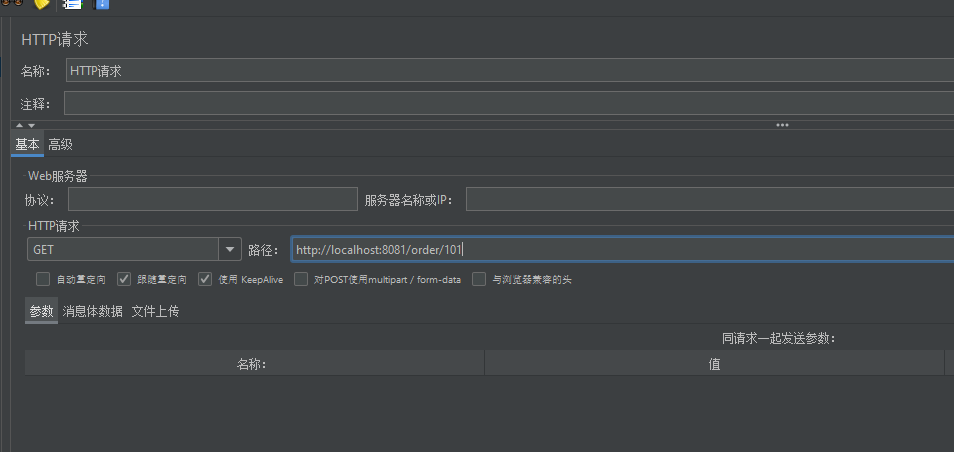 HTTP请求
名称： HTTP请求
注释：
基本 高级
Web服务器
协议： 服务器名称或IP：
HTTP请求
GET 路径： http://localhost:8081/order/101
自动重定向 跟随重定向 使用 KeepAlive 对POST使用multipart / form-data 与浏览器兼容的头
参数 消息体数据 文件上传
同请求一起发送参数：
名称： 值